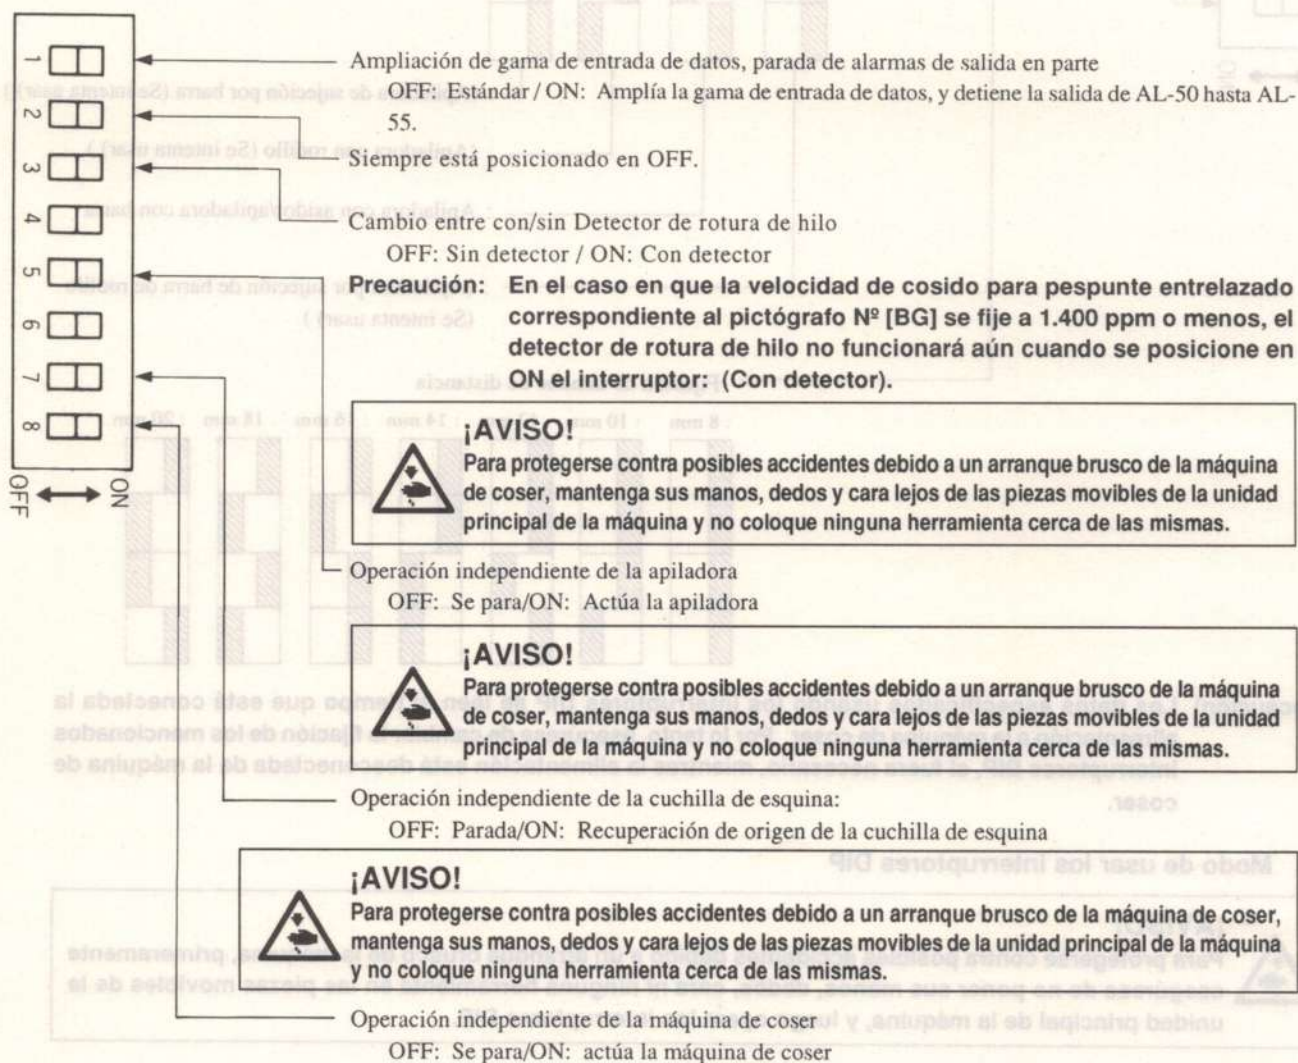 1
2
3
4
5
6
7
8
OFF
ON
Ampliación de gama de entrada de datos, parada de alarmas de salida en parte
OFF: Estándar / ON: Amplía la gama de entrada de datos, y detiene la salida de AL-50 hasta AL-
55.
Siempre está posicionado en OFF.
Cambio entre con/sin Detector de rotura de hilo
OFF: Sin detector / ON: Con detector
Precaución: En el caso en que la velocidad de cosido para pespunte entrelazado
correspondiente al pictógrafo Nº [BG] se fije a 1.400 ppm o menos, el
detector de rotura de hilo no funcionará aún cuando se posicione en
ON el interruptor: (Con detector).
¡AVISO!
Para protegerse contra posibles accidentes debido a un arranque brusco de la máquina
de coser, mantenga sus manos, dedos y cara lejos de las piezas movibles de la unidad
principal de la máquina y no coloque ninguna herramienta cerca de las mismas.
Operación independiente de la apiladora
OFF: Se para/ON: Actúa la apiladora
¡AVISO!
Para protegerse contra posibles accidentes debido a un arranque brusco de la máquina
de coser, mantenga sus manos, dedos y cara lejos de las piezas movibles de la unidad
principal de la máquina y no coloque ninguna herramienta cerca de las mismas.
Operación independiente de la cuchilla de esquina:
OFF: Parada/ON: Recuperación de origen de la cuchilla de esquina
¡AVISO!
Para protegerse contra posibles accidentes debido a un arranque brusco de la máquina de coser,
mantenga sus manos, dedos y cara lejos de las piezas movibles de la unidad principal de la máquina
y no coloque ninguna herramienta cerca de las mismas.
Operación independiente de la máquina de coser
OFF: Se para/ON: actúa la máquina de coser